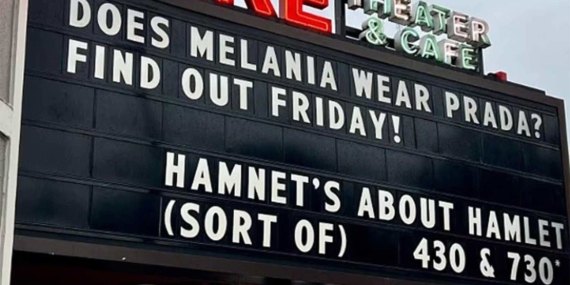 THEATER
& CAFE
DOES MELANIA WEAR PRADA?
FIND OUT FRIDAY!
HAMNET'S ABOUT HAMLET
(SORT OF) 430 & 730*